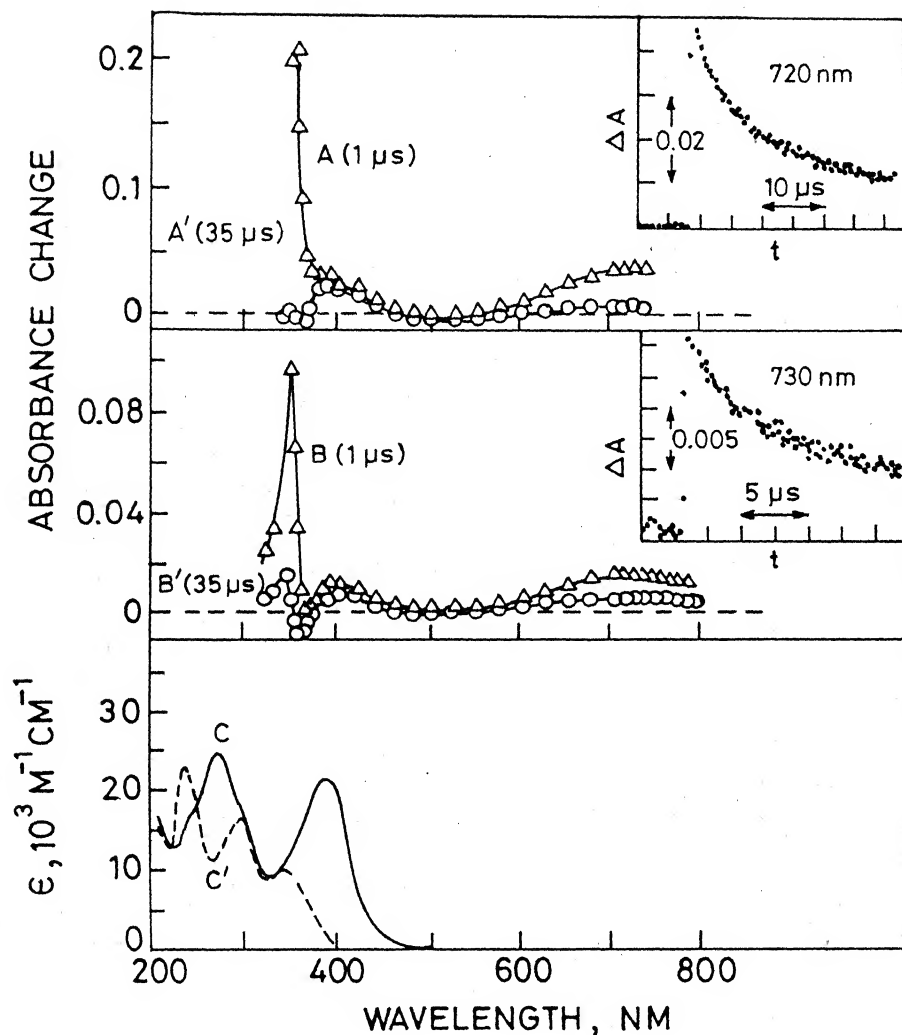 ABSORBANCE CHANGE
0.2
0.1
0
A (1 μs)
A' (35 μs)
720 nm
ΔA
0.02
10 μs
t
0.08
0.04
0
B (1 μs)
B' (35 μs)
730 nm
ΔA
0.005
5 μs
t
ε, 10³ M⁻¹ CM⁻¹
30
20
10
0
C
C'
200
400
600
800
WAVELENGTH, NM